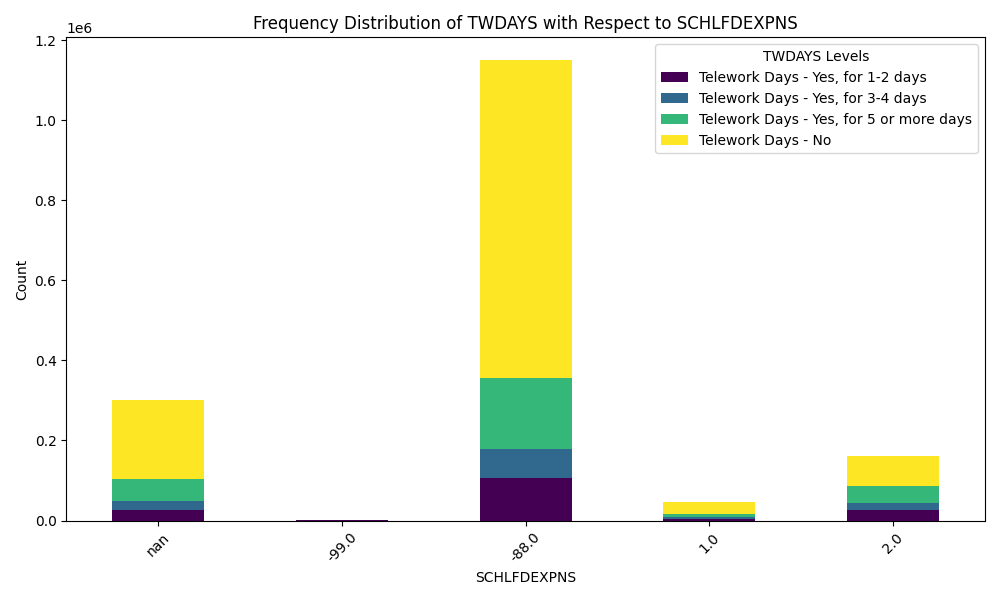 Frequency Distribution of TWDAYS with Respect to SCHLFDEXPNS
1e6
1.2
1.0
0.8
0.6
0.4
0.2
0.0
Count
TWDAYS Levels
Telework Days - Yes, for 1-2 days
Telework Days - Yes, for 3-4 days
Telework Days - Yes, for 5 or more days
Telework Days - No
nan
-99.0
-88.0
1.0
2.0
SCHLFDEXPNS